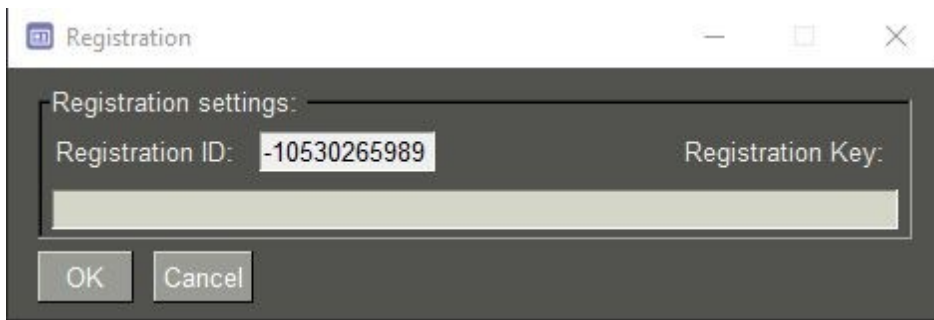 Registration
Registration settings:
Registration ID: -10530265989 Registration Key:
OK Cancel